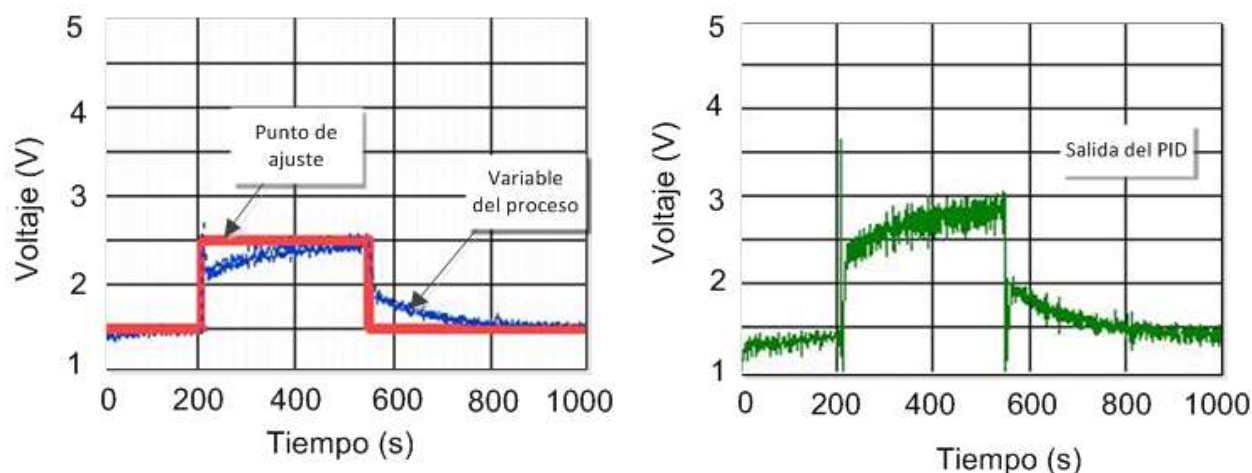 5
4
3
2
1
Voltaje (V)
Punto de
ajuste
Variable
del proceso
0 200 400 600 800 1000
Tiempo (s)
5
4
3
2
1
Voltaje (V)
Salida del PID
0 200 400 600 800 1000
Tiempo (s)